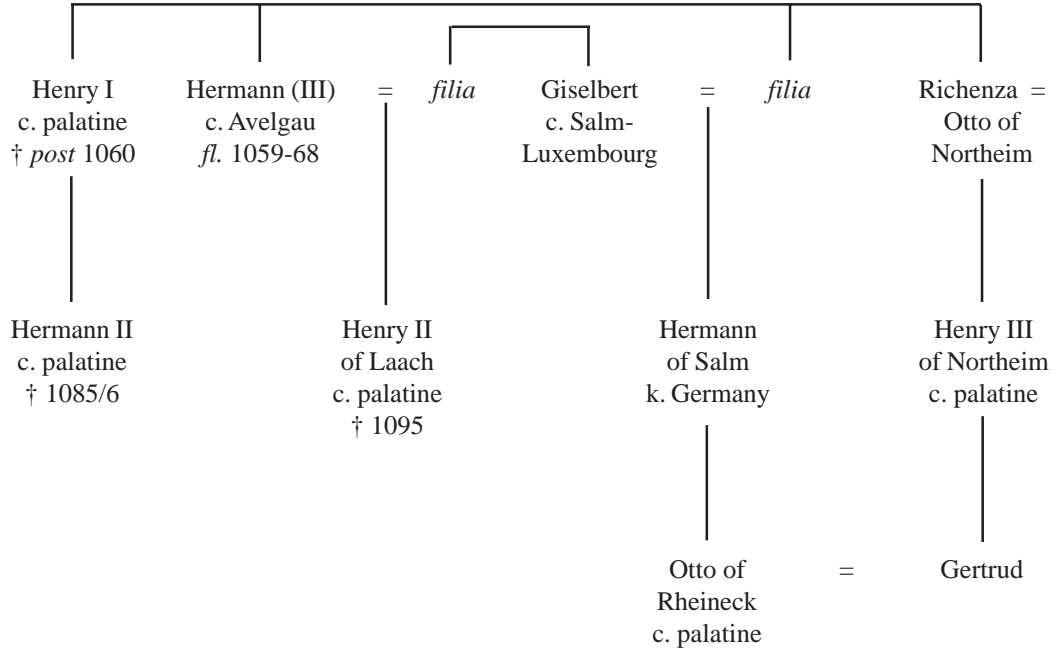 Henry I
c. palatine
† post 1060
Hermann (III)
c. Avelgau
fl. 1059-68
=
filia
Giselbert
c. Salm-
Luxembourg
=
filia
Richenza =
Otto of
Northeim
Hermann II
c. palatine
† 1085/6
Henry II
of Laach
c. palatine
† 1095
Hermann
of Salm
k. Germany
Henry III
of Northeim
c. palatine
Otto of
Rheineck
c. palatine
=
Gertrud